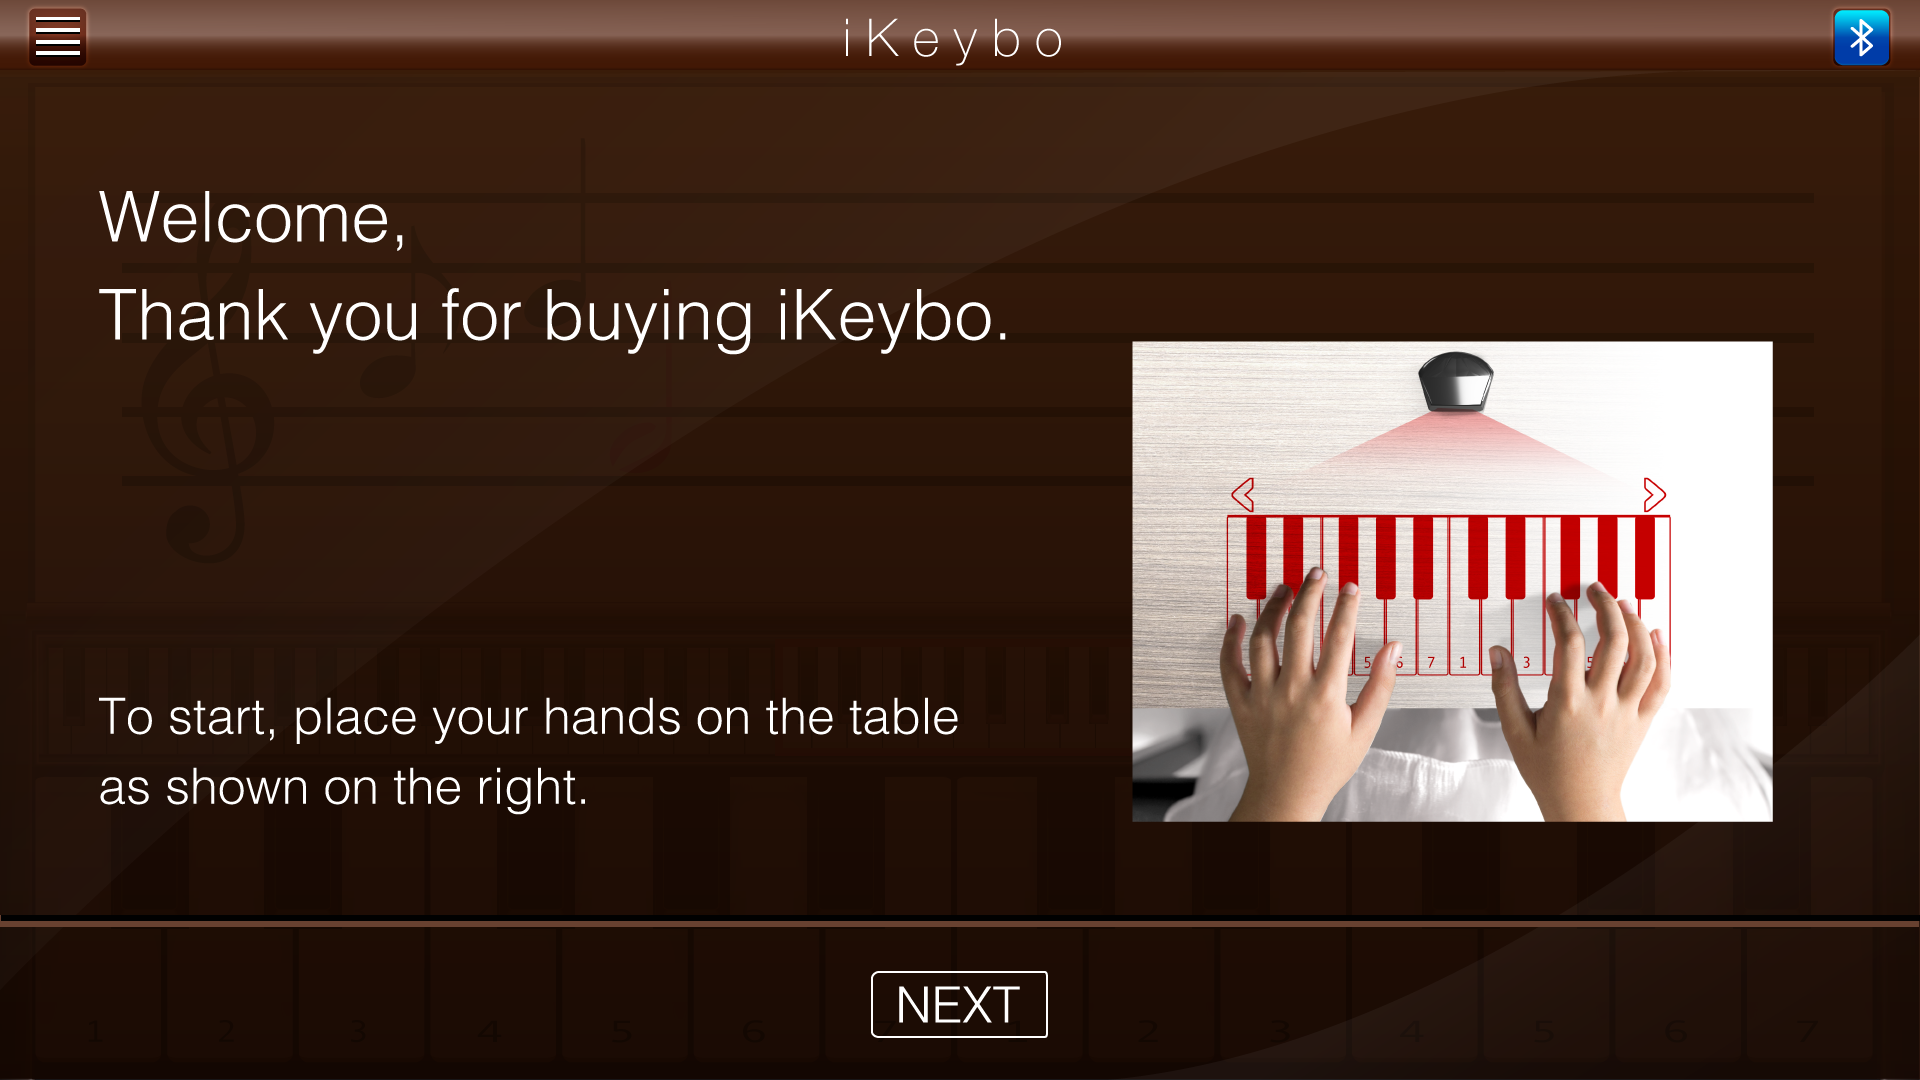 iKeybo
Welcome,
Thank you for buying iKeybo.
5 6 7 1 3 5
To start, place your hands on the table
as shown on the right.
NEXT
1 2 3 4 5 6 7 1 2 3 4 5 6 7